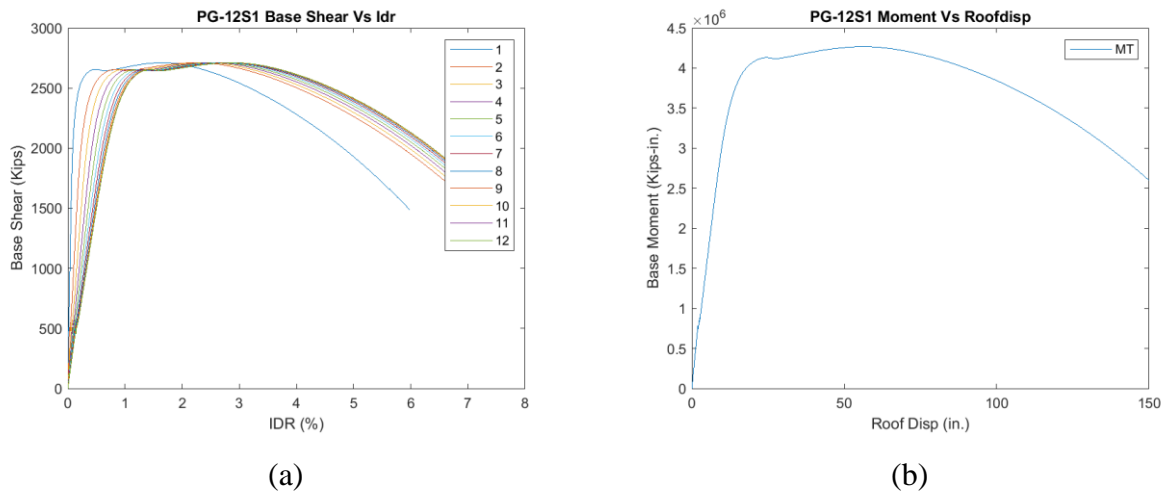 PG-12S1 Base Shear Vs Idr
3000
2500
2000
1500
1000
500
0
Base Shear (Kips)
0 1 2 3 4 5 6 7 8
IDR (%)
1
2
3
4
5
6
7
8
9
10
11
12
(a)
PG-12S1 Moment Vs Roofdisp
×10⁶
4.5
4
3.5
3
2.5
2
1.5
1
0.5
0
Base Moment (Kips-in.)
0 50 100 150
Roof Disp (in.)
MT
(b)